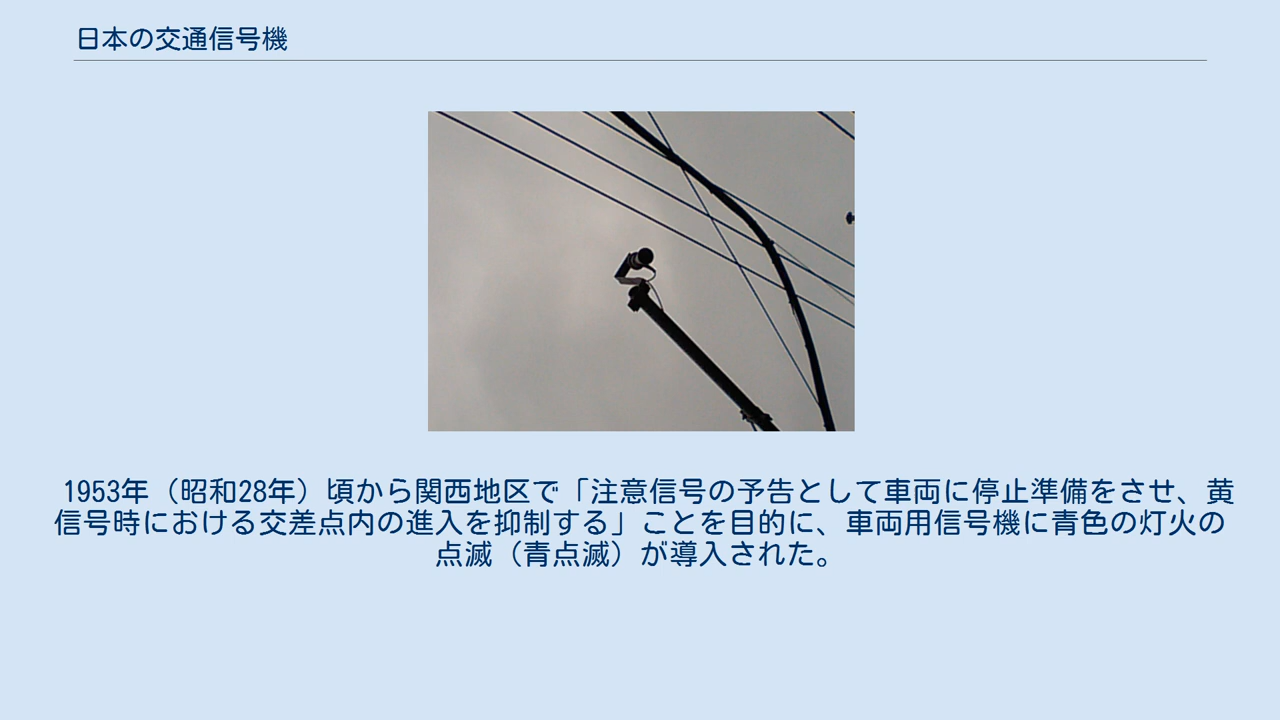 日本の交通信号機
1953年（昭和28年）頃から関西地区で「注意信号の予告として車両に停止準備をさせ、黄
信号時における交差点内の進入を抑制する」ことを目的に、車両用信号機に青色の灯火の
点滅（青点滅）が導入された。